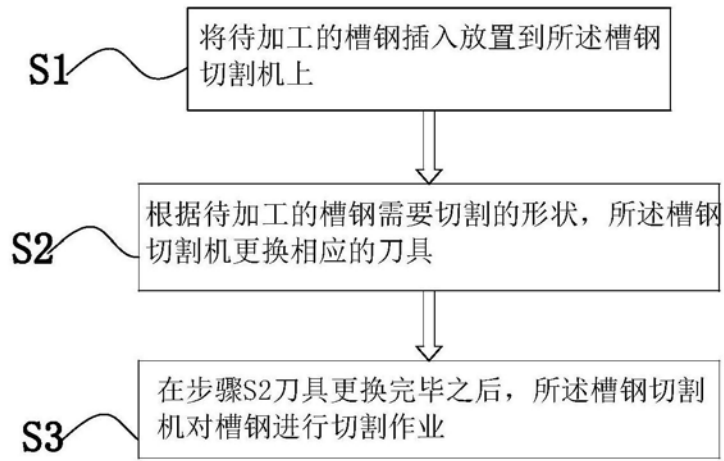 S1
将待加工的槽钢插入放置到所述槽钢
切割机上
S2
根据待加工的槽钢需要切割的形状，所述槽钢
切割机更换相应的刀具
S3
在步骤S2刀具更换完毕之后，所述槽钢切割
机对槽钢进行切割作业